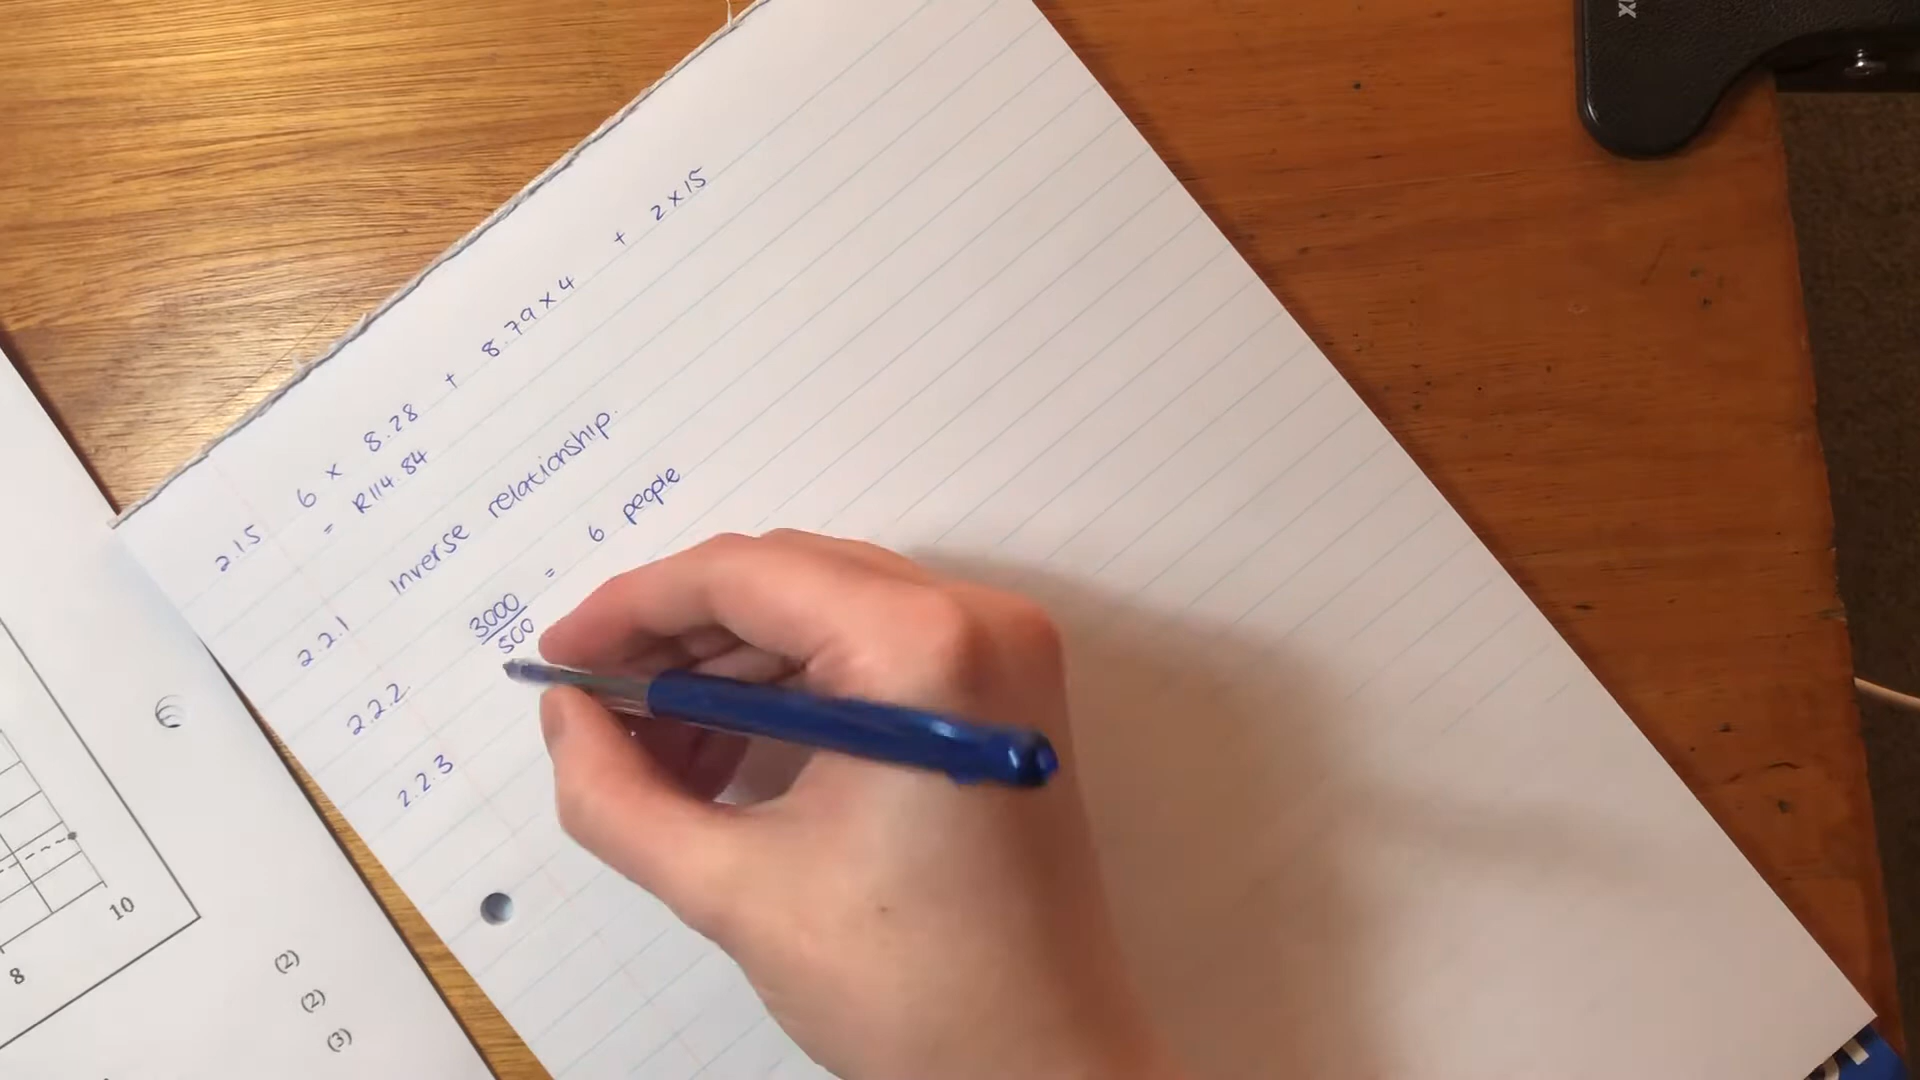 2.1.5 6 x 8.28 + 8.79 x 4 + 2 x 15
= R114.84
2.2.1 Inverse relationship.
2.2.2 3000/500 = 6 people
2.2.3
8
10
(2)
(2)
(3)